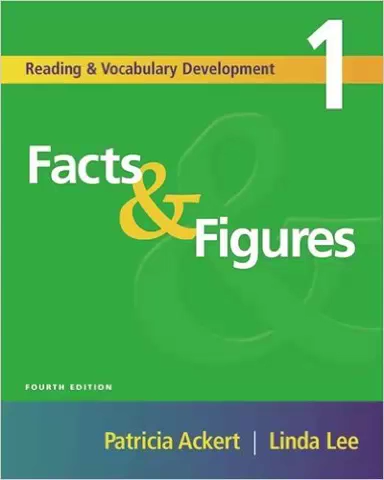 1
Reading & Vocabulary Development
Facts
&
Figures
FOURTH EDITION
Patricia Ackert | Linda Lee